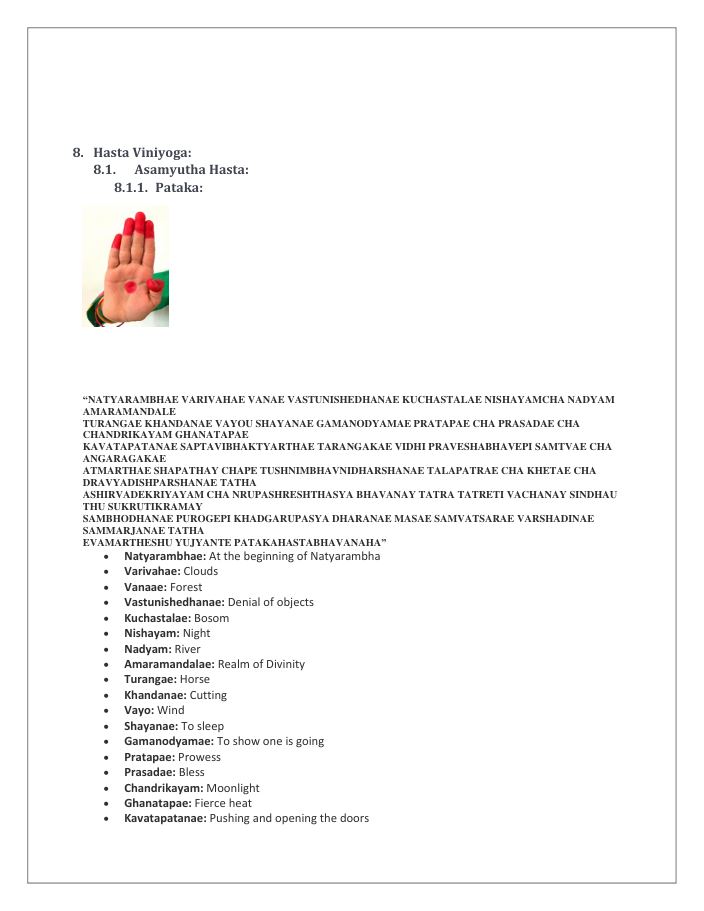 8. Hasta Viniyoga:
8.1. Asamyutha Hasta:
8.1.1. Pataka:
“NATYARAMBHAE VARIVAHAE VANAE VASTUNISHEDHANAE KUCHASTALAE NISHAYAMCHA NADYAM
AMARAMANDALE
TURANGAE KHANDANAE VAYOU SHAYANAE GAMANODYAMAE PRATAPAE CHA PRASADAE CHA
CHANDRIKAYAM GHANATAPAE
KAVATAPATANAE SAPTAVIBHAKTYARTHAE TARANGAKAE VIDHI PRAVESHABHAVEPI SAMTVAE CHA
ANGARAGAKAE
ATMARTHAE SHAPATHAY CHAPE TUSHNIMBHAVNIDHARSHANAE TALAPATRAE CHA KHETAE CHA
DRAVYADISHPARSHANAE TATHA
ASHIRVADEKRIYAYAM CHA NRUPASHRESHTHASYA BHAVANAY TATRA TATRETI VACHANAY SINDHAU
THU SUKRUTIKRAMAY
SAMBHODHANAE PUROGEPI KHADGARUPASYA DHARANAE MASAE SAMVATSARAE VARSHADINAE
SAMMARJANAE TATHA
EVAMARTHESHU YUJYANTE PATAKAHASTABHAVANAHA”
• Natyarambhae: At the beginning of Natyarambha
• Varivahae: Clouds
• Vanaae: Forest
• Vastunishedhanae: Denial of objects
• Kuchastalae: Bosom
• Nishayam: Night
• Nadyam: River
• Amaramandalae: Realm of Divinity
• Turangae: Horse
• Khandanae: Cutting
• Vayo: Wind
• Shayanae: To sleep
• Gamanodyamae: To show one is going
• Pratapae: Prowess
• Prasadae: Bless
• Chandrikayam: Moonlight
• Ghanatapae: Fierce heat
• Kavatapatanae: Pushing and opening the doors